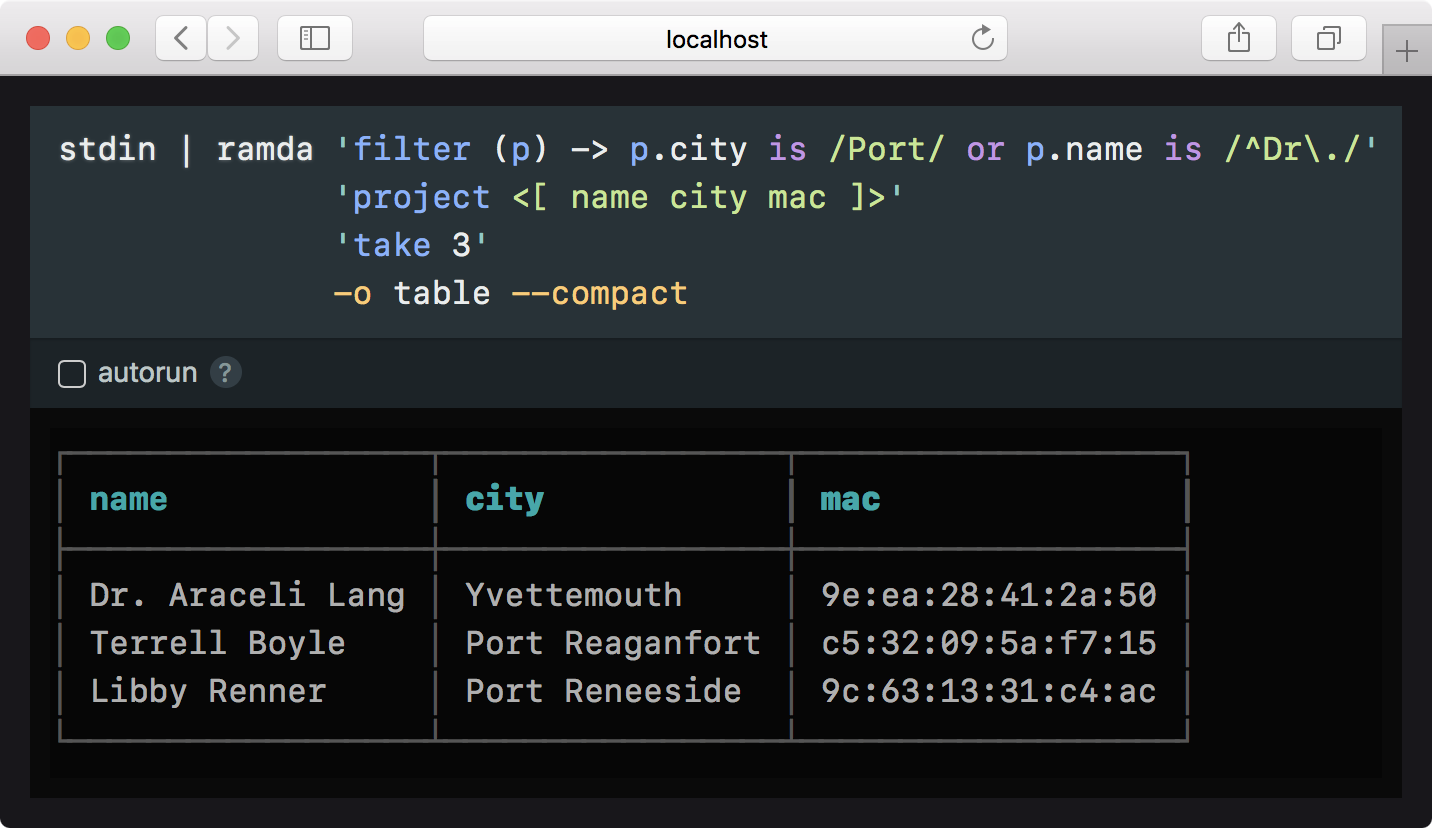 localhost
stdin | ramda 'filter (p) -> p.city is /Port/ or p.name is /^Dr\./'
'project <[ name city mac ]>'
'take 3'
-o table --compact
autorun ?
name city mac
Dr. Araceli Lang Yvettemouth 9e:ea:28:41:2a:50
Terrell Boyle Port Reaganfort c5:32:09:5a:f7:15
Libby Renner Port Reneeside 9c:63:13:31:c4:ac